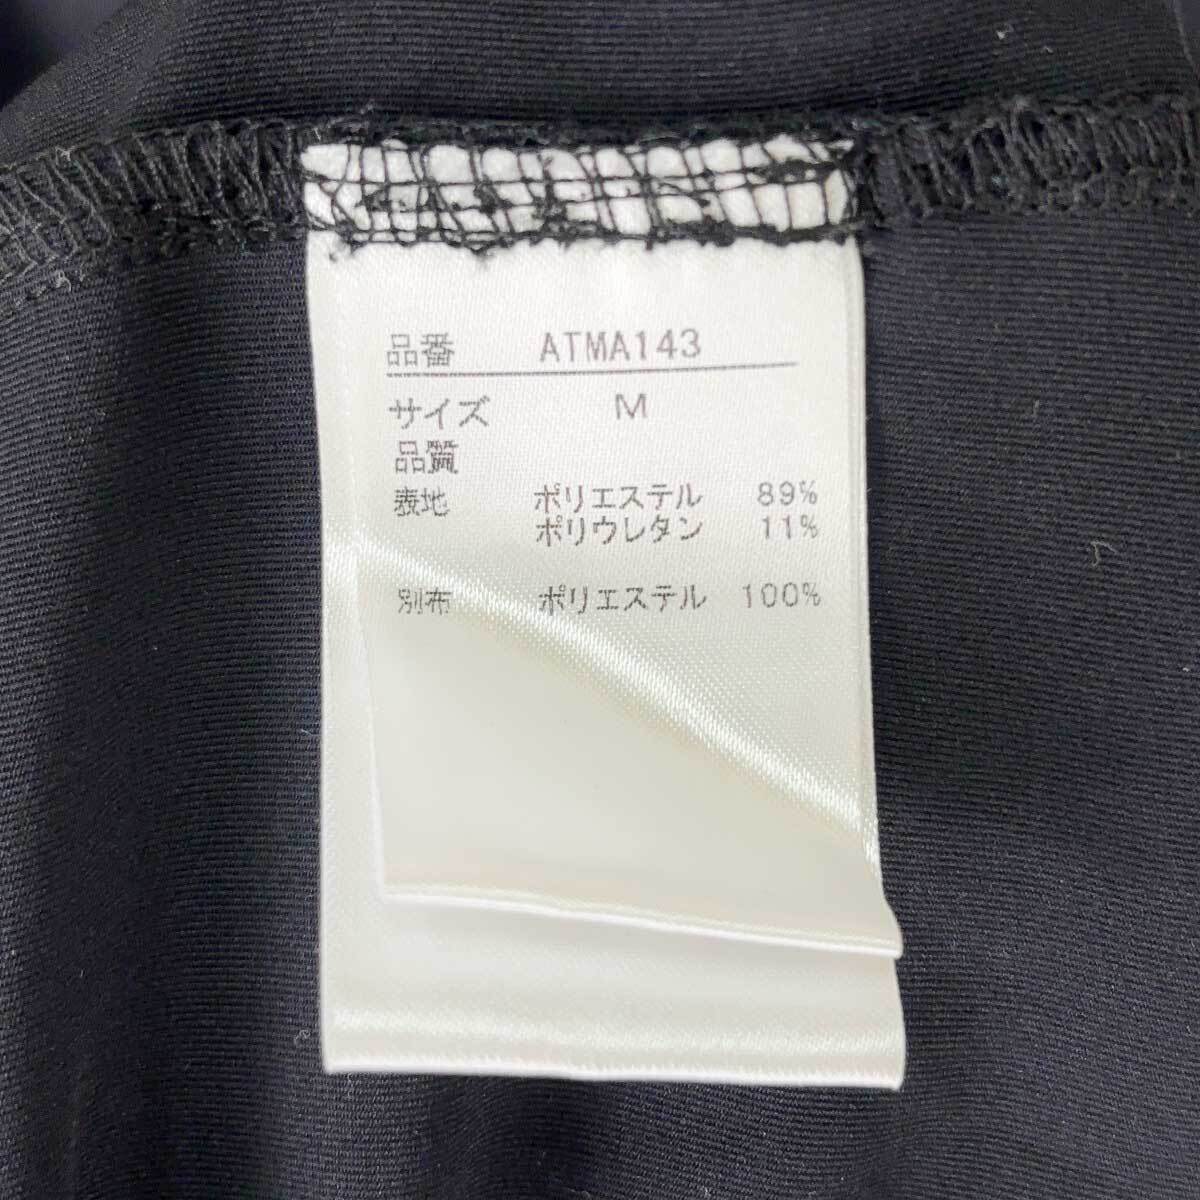 品番 ATMA143
サイズ M
品質
表地 ポリエステル 89%
ポリウレタン 11%
別布 ポリエステル 100%